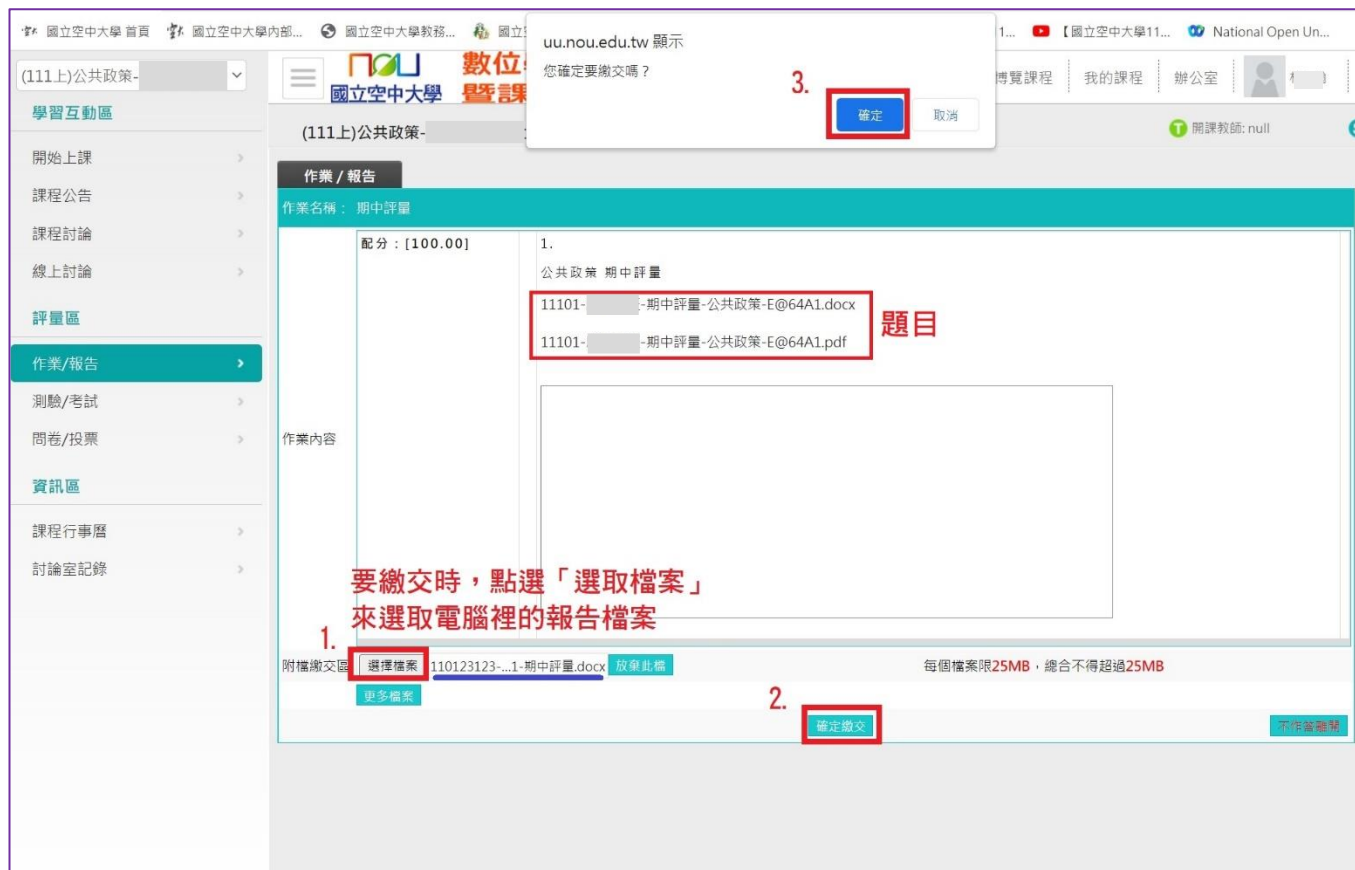 國立空中大學 首頁 國立空中大學內部... 國立空中大學教務... 國立 1... 【國立空中大學11... National Open Un...
uu.nou.edu.tw 顯示
您確定要繳交嗎？
3.
確定 取消
(111上)公共政策-
nou 國立空中大學
數位
暨課
博覽課程 我的課程 辦公室
(111上)公共政策-
開課教師: null
學習互動區
開始上課
課程公告
課程討論
線上討論
評量區
作業/報告
測驗/考試
問卷/投票
資訊區
課程行事曆
討論室記錄
作業 / 報告
作業名稱： 期中評量
作業內容
配分：[100.00]
1.
公共政策 期中評量
11101- -期中評量-公共政策-E@64A1.docx
11101- -期中評量-公共政策-E@64A1.pdf
題目
要繳交時，點選「選取檔案」
來選取電腦裡的報告檔案
1.
附檔繳交區 選擇檔案 110123123-...1-期中評量.docx 放棄此檔 每個檔案限25MB，總合不得超過25MB
更多檔案
2.
確定繳交 不作答離開